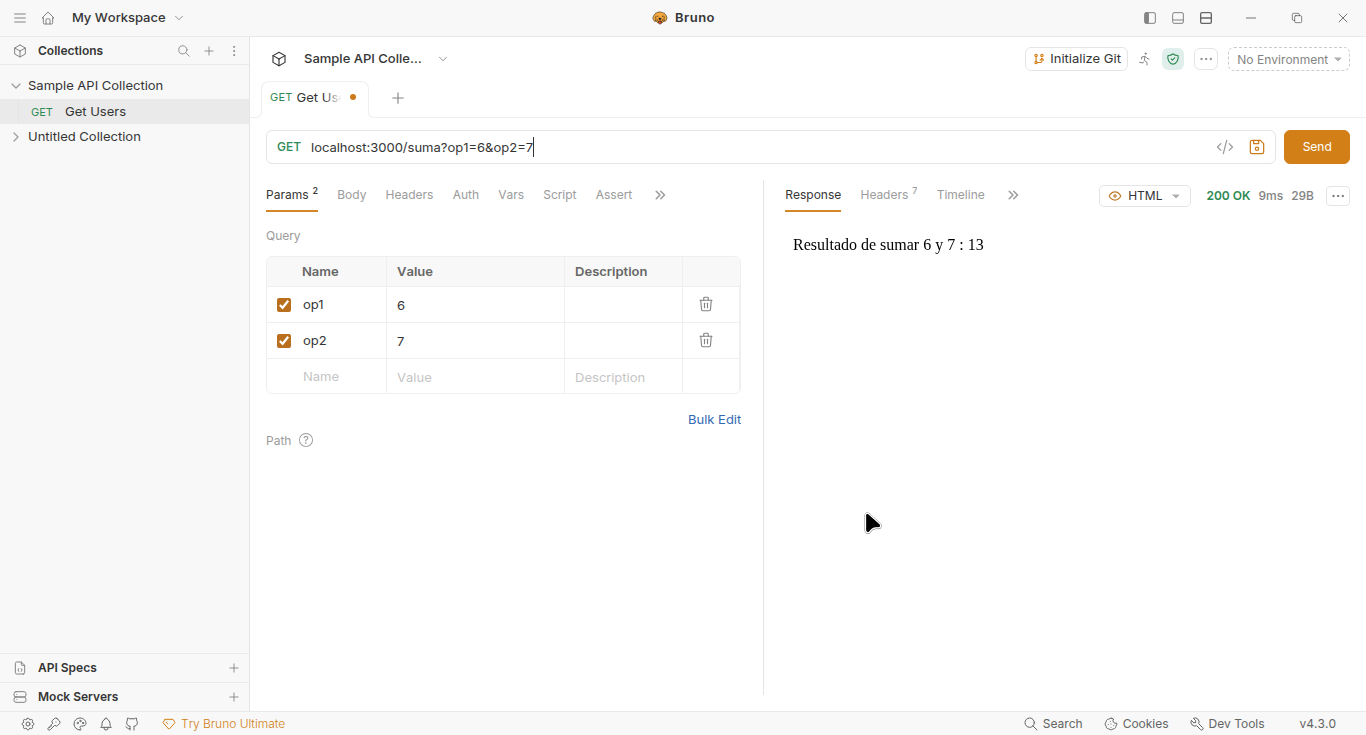 My Workspace
Bruno
Collections
Sample API Colle...
Initialize Git
No Environment
Sample API Collection
GET Get Users
Untitled Collection
GET Get Us
GET localhost:3000/suma?op1=6&op2=7
Send
Params 2 Body Headers Auth Vars Script Assert
Response Headers 7 Timeline
HTML
200 OK 9ms 29B
Query
Name Value Description
op1 6
op2 7
Name Value Description
Bulk Edit
Path ?
Resultado de sumar 6 y 7 : 13
API Specs
Mock Servers
Try Bruno Ultimate
Search
Cookies
Dev Tools
v4.3.0